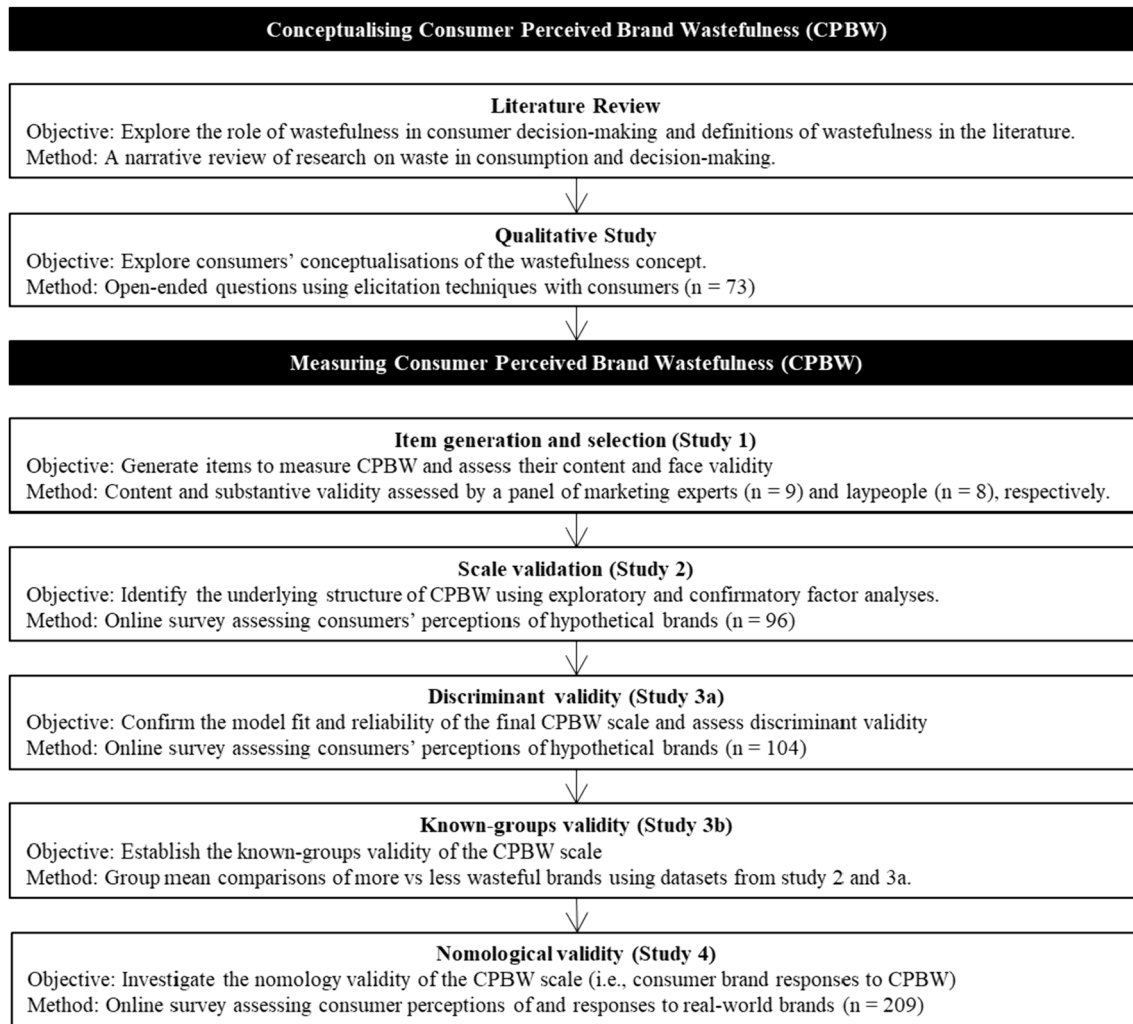 Conceptualising Consumer Perceived Brand Wastefulness (CPBW)
Literature Review
Objective: Explore the role of wastefulness in consumer decision-making and definitions of wastefulness in the literature.
Method: A narrative review of research on waste in consumption and decision-making.
Qualitative Study
Objective: Explore consumers’ conceptualisations of the wastefulness concept.
Method: Open-ended questions using elicitation techniques with consumers (n = 73)
Measuring Consumer Perceived Brand Wastefulness (CPBW)
Item generation and selection (Study 1)
Objective: Generate items to measure CPBW and assess their content and face validity
Method: Content and substantive validity assessed by a panel of marketing experts (n = 9) and laypeople (n = 8), respectively.
Scale validation (Study 2)
Objective: Identify the underlying structure of CPBW using exploratory and confirmatory factor analyses.
Method: Online survey assessing consumers’ perceptions of hypothetical brands (n = 96)
Discriminant validity (Study 3a)
Objective: Confirm the model fit and reliability of the final CPBW scale and assess discriminant validity
Method: Online survey assessing consumers’ perceptions of hypothetical brands (n = 104)
Known-groups validity (Study 3b)
Objective: Establish the known-groups validity of the CPBW scale
Method: Group mean comparisons of more vs less wasteful brands using datasets from study 2 and 3a.
Nomological validity (Study 4)
Objective: Investigate the nomology validity of the CPBW scale (i.e., consumer brand responses to CPBW)
Method: Online survey assessing consumer perceptions of and responses to real-world brands (n = 209)